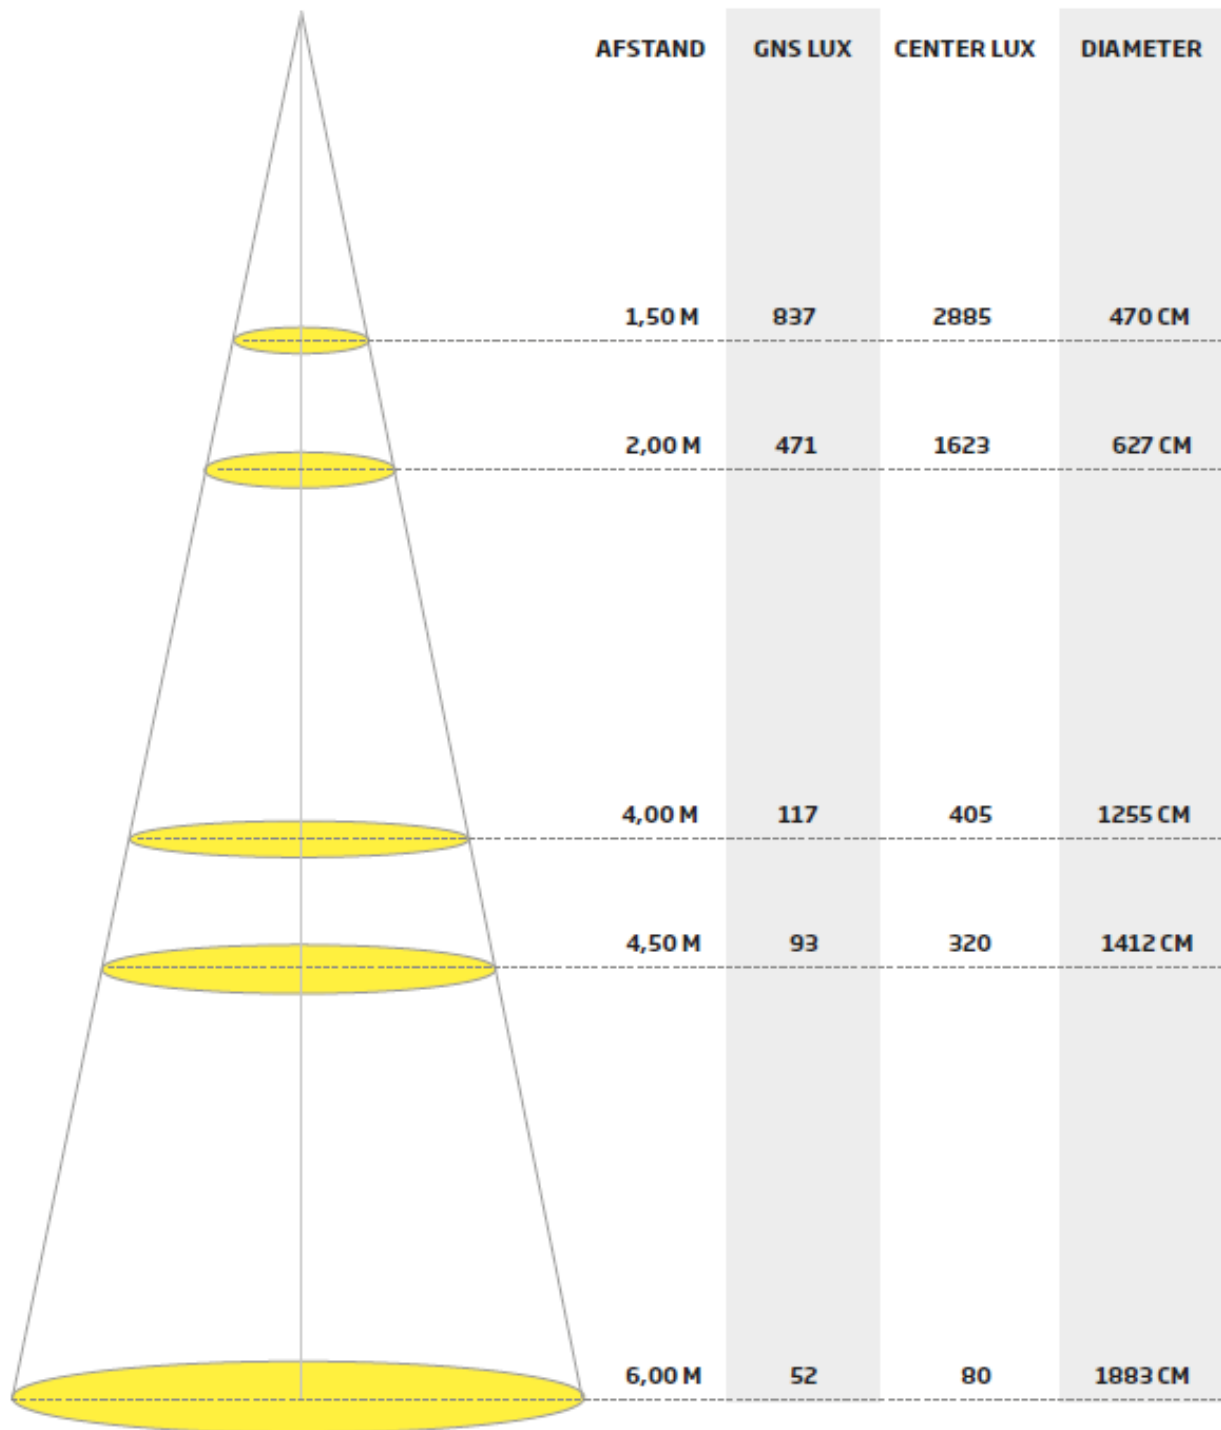 AFSTAND GNS LUX CENTER LUX DIAMETER
1,50 M 837 2885 470 CM
2,00 M 471 1623 627 CM
4,00 M 117 405 1255 CM
4,50 M 93 320 1412 CM
6,00 M 52 80 1883 CM